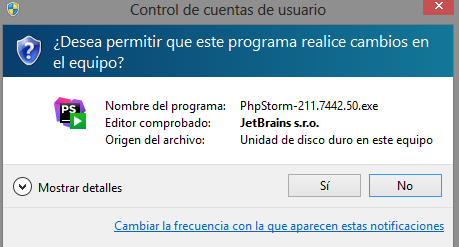 Control de cuentas de usuario
¿Desea permitir que este programa realice cambios en
el equipo?
PS
Nombre del programa: PhpStorm-211.7442.50.exe
Editor comprobado: JetBrains s.r.o.
Origen del archivo: Unidad de disco duro en este equipo
Mostrar detalles
Sí
No
Cambiar la frecuencia con la que aparecen estas notificaciones